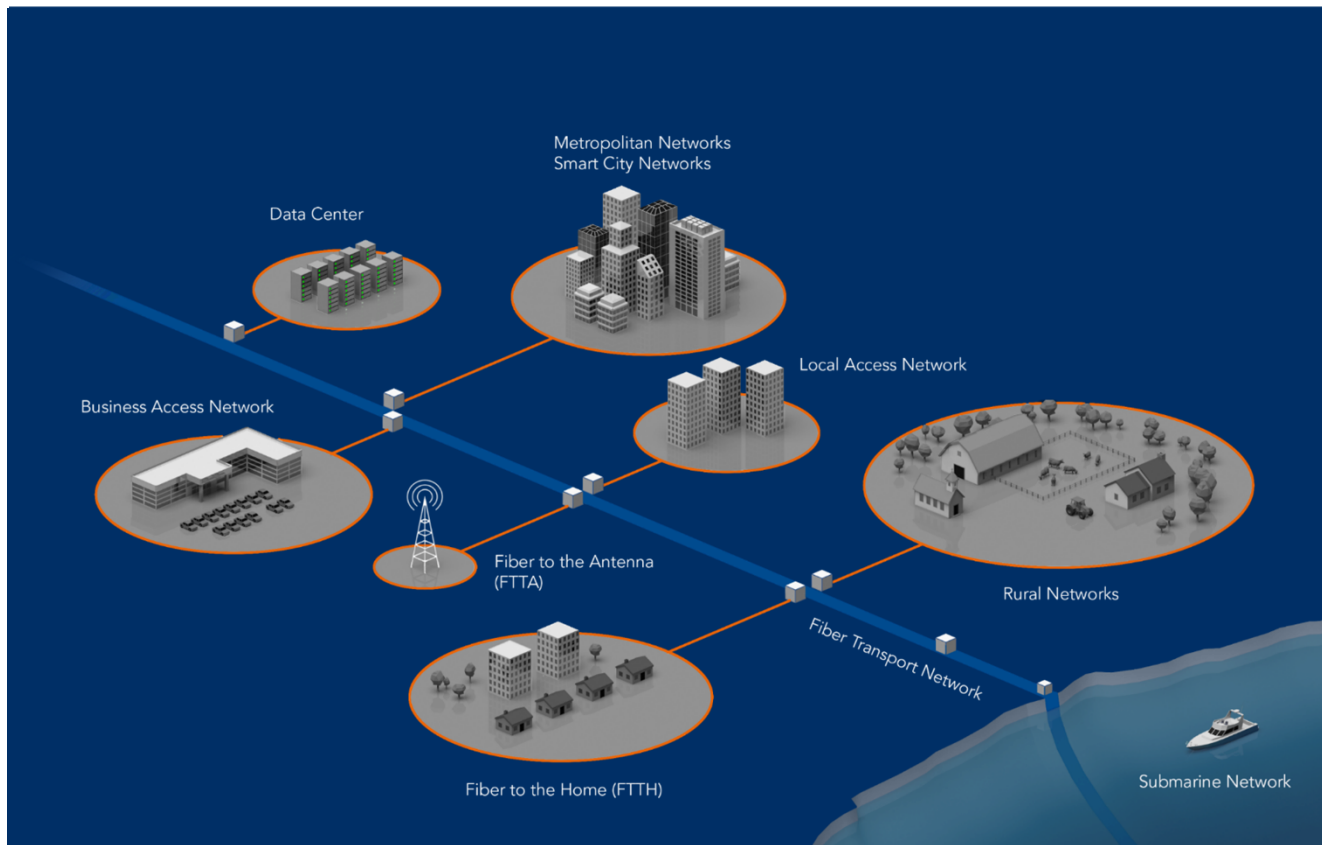 Metropolitan Networks
Smart City Networks
Data Center
Local Access Network
Business Access Network
Fiber to the Antenna
(FTTA)
Rural Networks
Fiber Transport Network
Submarine Network
Fiber to the Home (FTTH)